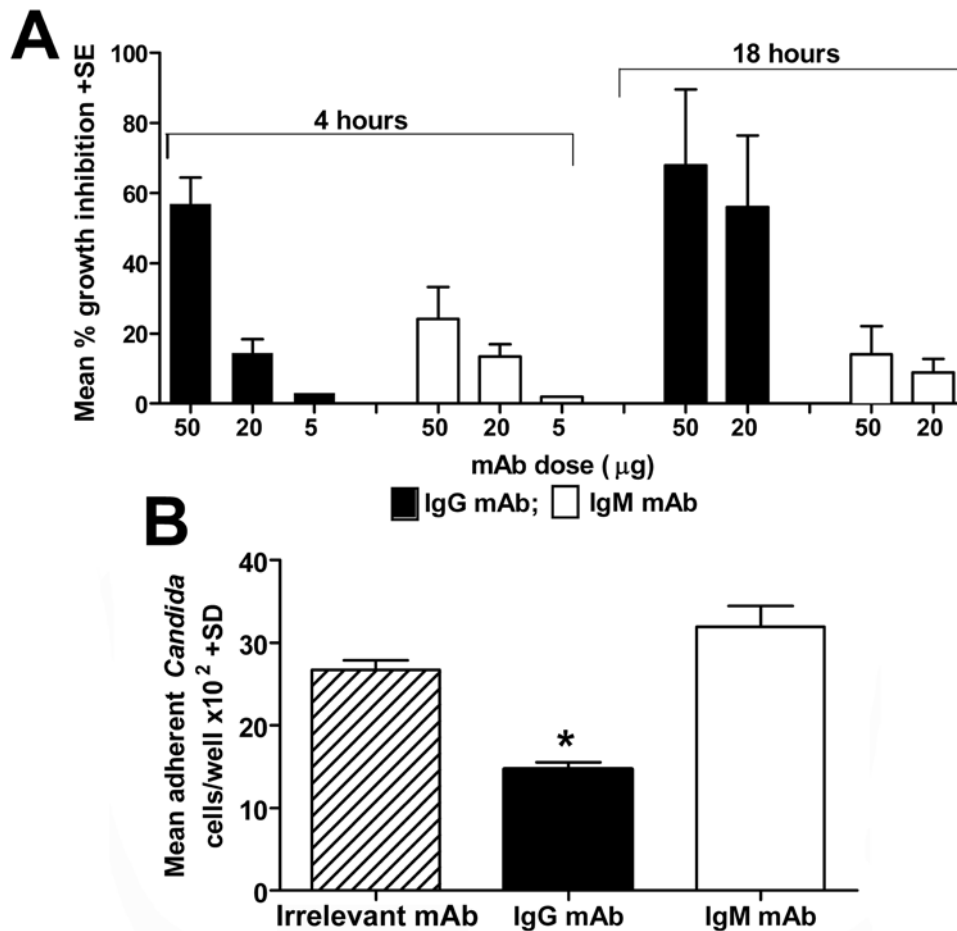 A
Mean % growth inhibition +SE
100
80
60
40
20
0
4 hours
18 hours
50 20 5 50 20 5 50 20 50 20
mAb dose ( μg)
IgG mAb; IgM mAb
B
Mean adherent Candida
cells/well x10 2 +SD
40
30
20
10
0
*
Irrelevant mAb IgG mAb IgM mAb